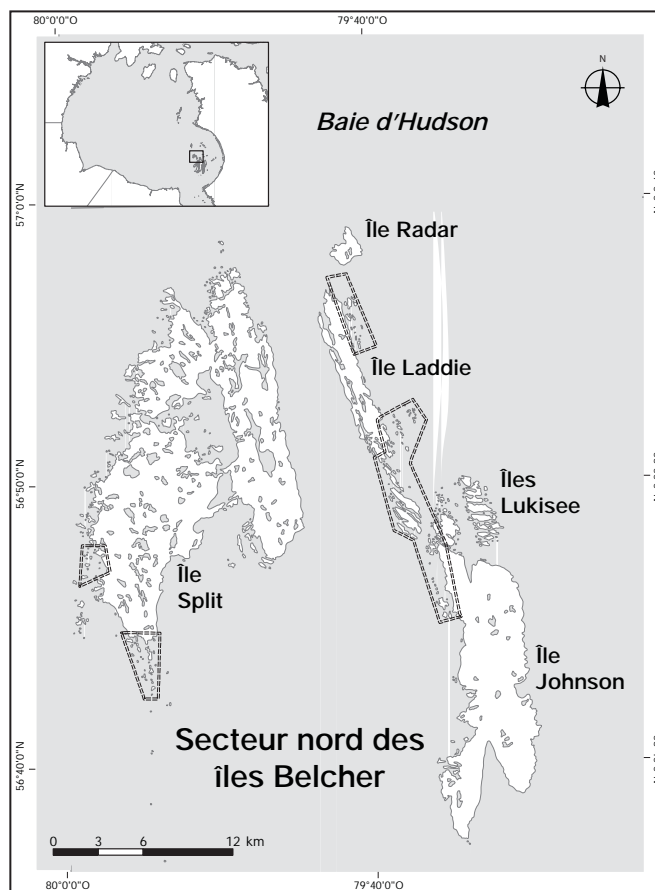 80°0'0"O
79°40'0"O
N
Baie d'Hudson
57°0'0"N
Île Radar
Île Laddie
56°50'0"N
Îles
Lukisee
Île
Split
Île
Johnson
Secteur nord des
îles Belcher
56°40'0"N
0 3 6 12 km
80°0'0"O
79°40'0"O